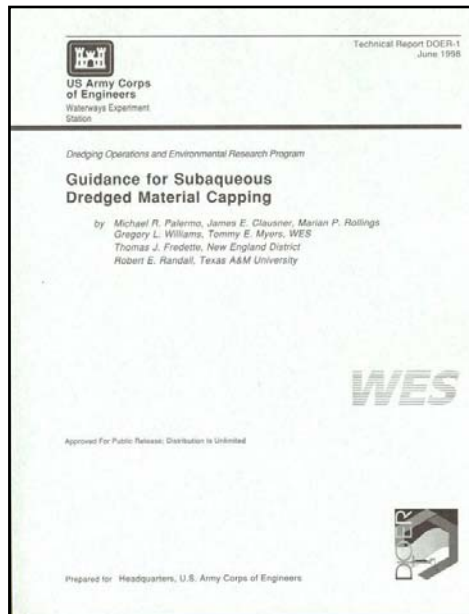 Technical Report DOER-1
June 1998
US Army Corps
of Engineers
Waterways Experiment
Station
Dredging Operations and Environmental Research Program
Guidance for Subaqueous
Dredged Material Capping
by Michael R. Palermo, James E. Clausner, Marian P. Rollings
Gregory L. Williams, Tommy E. Myers, WES
Thomas J. Fredette, New England District
Robert E. Randall, Texas A&M University
WES
Approved For Public Release; Distribution Is Unlimited
DOER
Prepared for Headquarters, U.S. Army Corps of Engineers